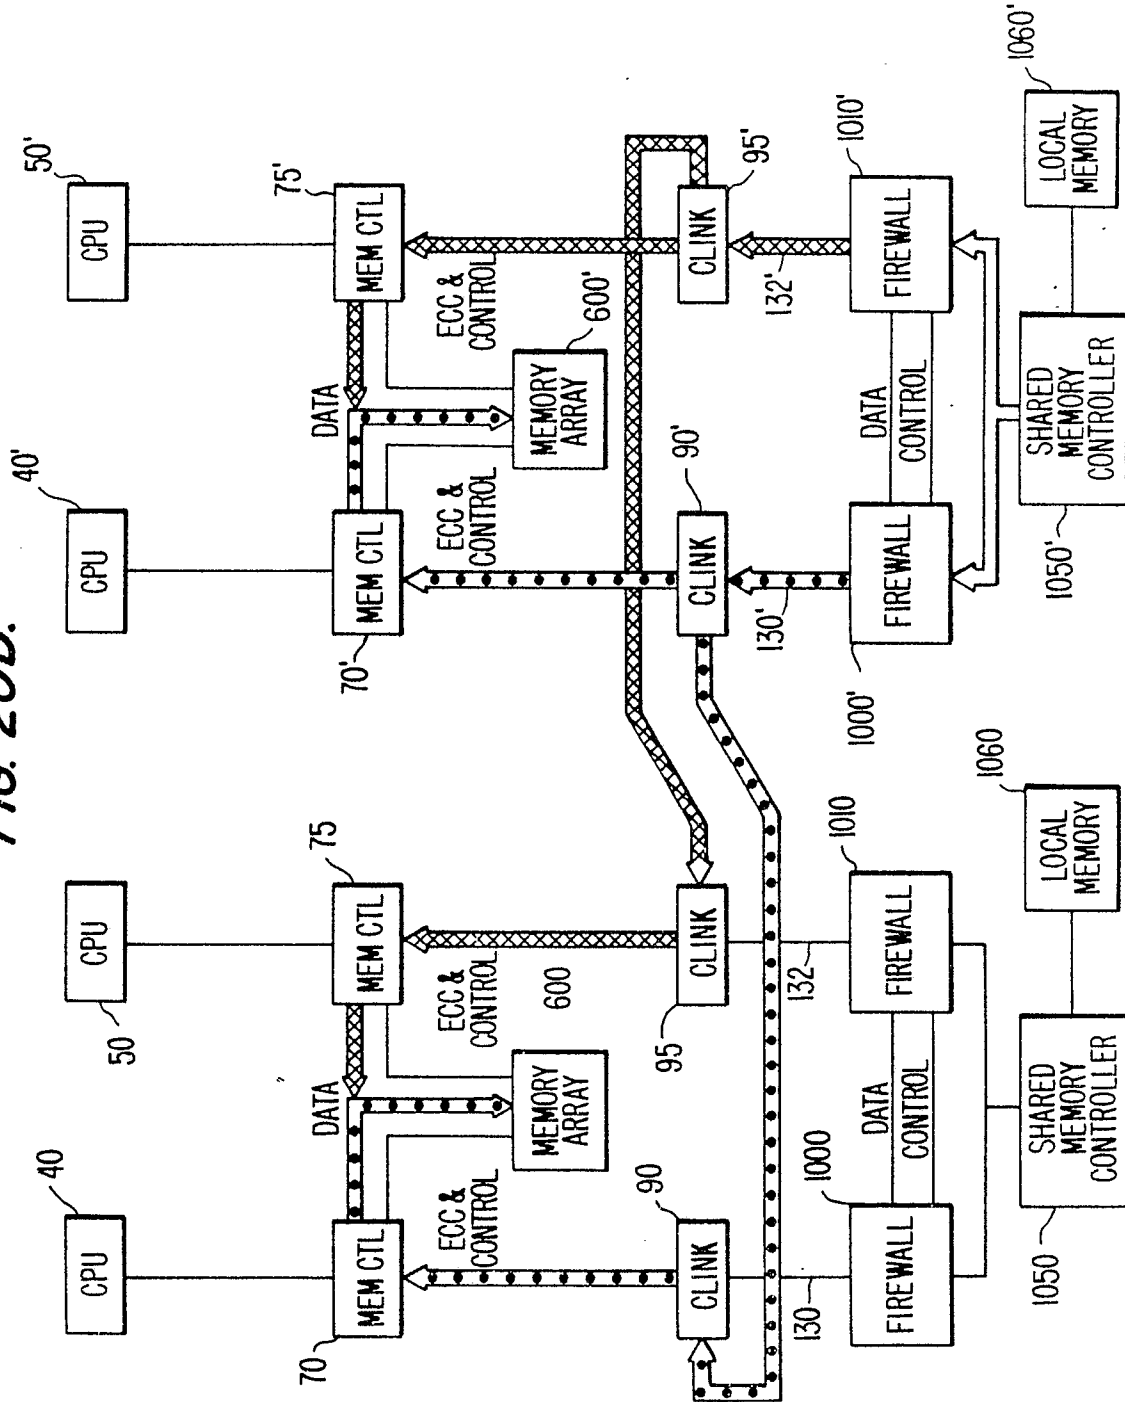 FIG. 20D.
40
50
40'
50'
CPU
CPU
CPU
CPU
70
75
70'
75'
MEM CTL
DATA
MEM CTL
MEM CTL
DATA
MEM CTL
ECC &
CONTROL
ECC &
CONTROL
ECC &
CONTROL
ECC &
CONTROL
MEMORY
ARRAY
600
MEMORY
ARRAY
600'
90
95
90'
95'
CLINK
CLINK
CLINK
CLINK
130
132
130'
132'
1000
1010
1000'
1010'
FIREWALL
DATA
CONTROL
FIREWALL
FIREWALL
DATA
CONTROL
FIREWALL
1050
1060
1050'
1060'
SHARED
MEMORY
CONTROLLER
LOCAL
MEMORY
SHARED
MEMORY
CONTROLLER
LOCAL
MEMORY